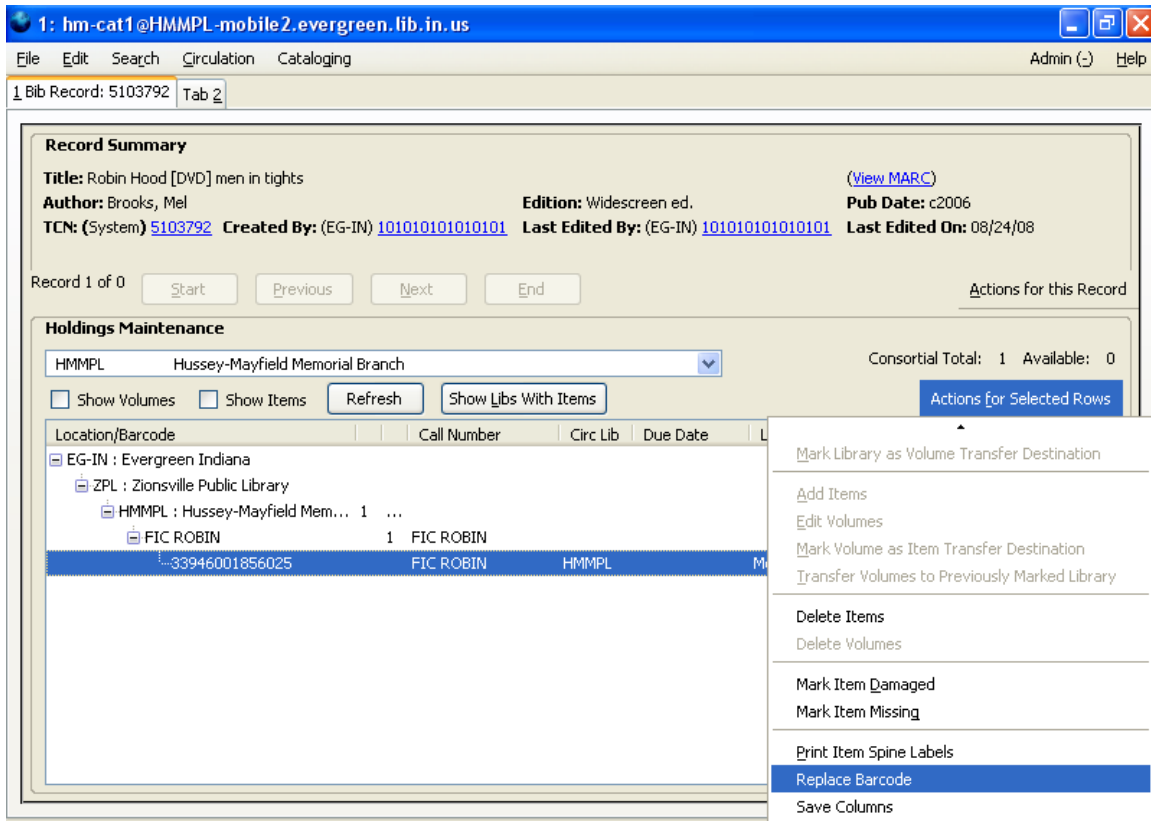 1: hm-cat1@HMMPL-mobile2.evergreen.lib.in.us
File Edit Search Circulation Cataloging Admin (-) Help
1 Bib Record: 5103792 Tab 2
Record Summary
Title: Robin Hood [DVD] men in tights (View MARC)
Author: Brooks, Mel Edition: Widescreen ed. Pub Date: c2006
TCN: (System) 5103792 Created By: (EG-IN) 101010101010101 Last Edited By: (EG-IN) 101010101010101 Last Edited On: 08/24/08
Record 1 of 0 Start Previous Next End Actions for this Record
Holdings Maintenance
HMMPL Hussey-Mayfield Memorial Branch Consortial Total: 1 Available: 0
Show Volumes Show Items Refresh Show Libs With Items Actions for Selected Rows
Location/Barcode Call Number Circ Lib Due Date L
EG-IN : Evergreen Indiana
ZPL : Zionsville Public Library
HMMPL : Hussey-Mayfield Mem... 1 ...
FIC ROBIN 1 FIC ROBIN
33946001856025 FIC ROBIN HMMPL
Mark Library as Volume Transfer Destination
Add Items
Edit Volumes
Mark Volume as Item Transfer Destination
Transfer Volumes to Previously Marked Library
Delete Items
Delete Volumes
Mark Item Damaged
Mark Item Missing
Print Item Spine Labels
Replace Barcode
Save Columns